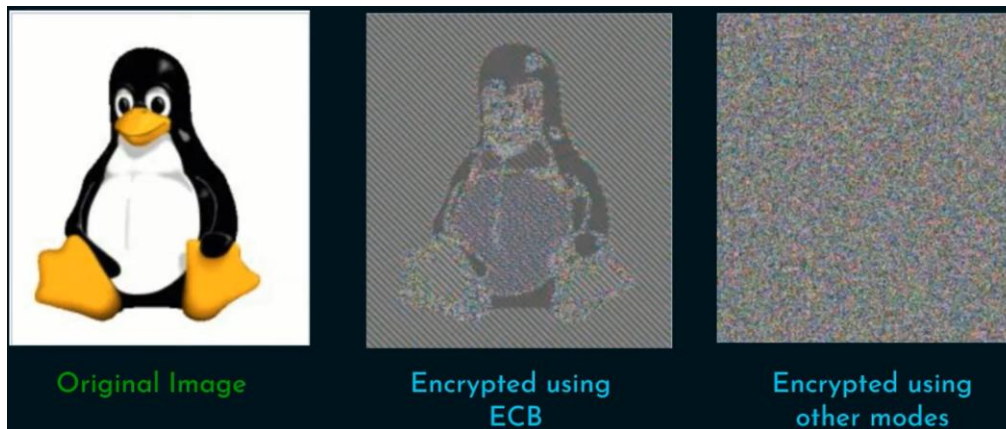 Original Image
Encrypted using
ECB
Encrypted using
other modes